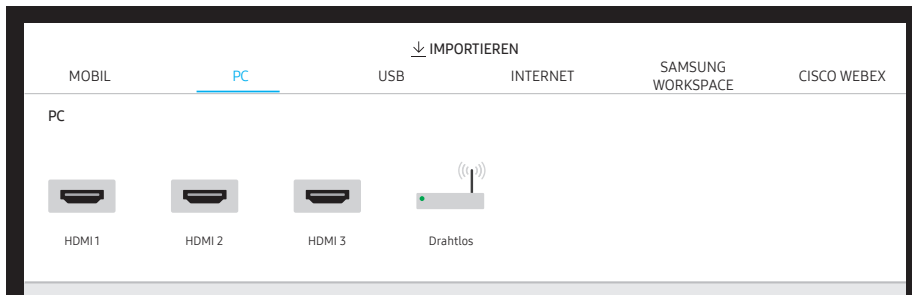 IMPORTIEREN
MOBIL PC USB INTERNET SAMSUNG WORKSPACE CISCO WEBEX
PC
HDMI 1 HDMI 2 HDMI 3 Drahtlos